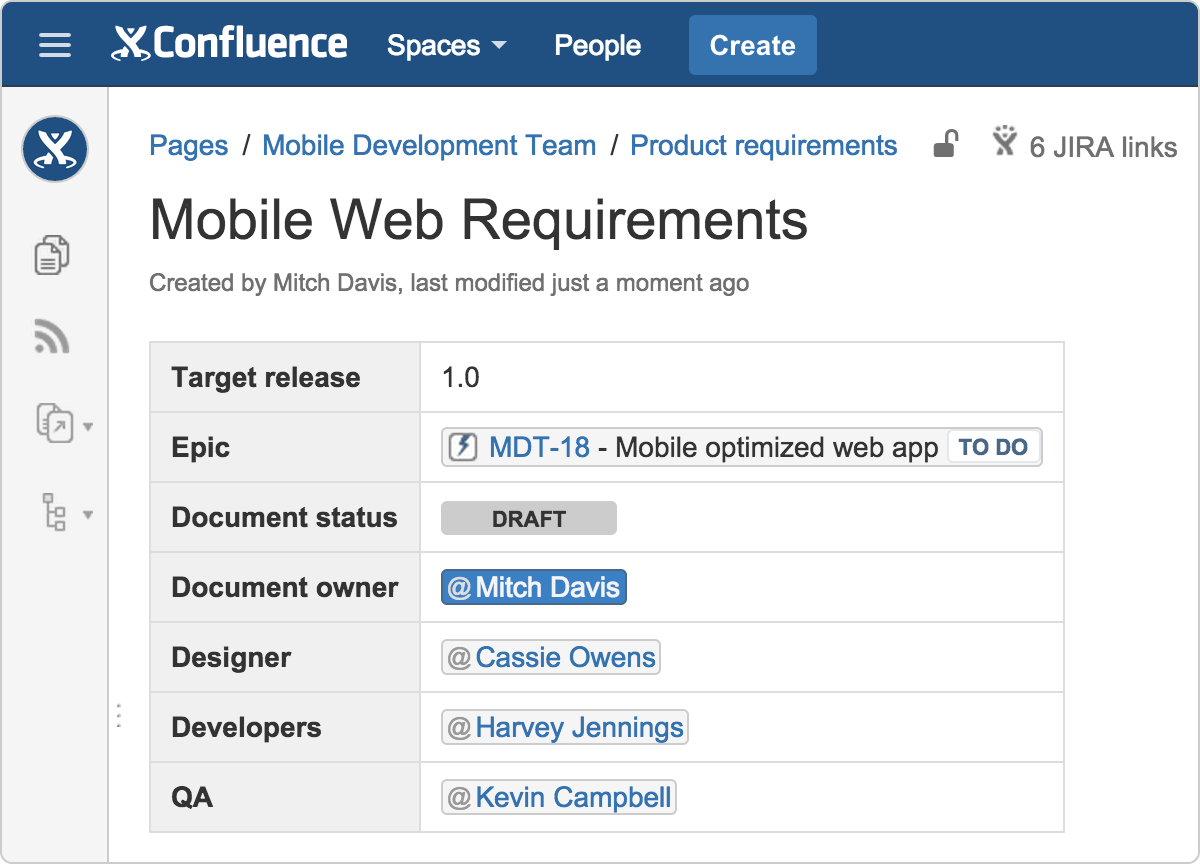 Confluence Spaces People Create
Pages / Mobile Development Team / Product requirements 6 JIRA links
Mobile Web Requirements
Created by Mitch Davis, last modified just a moment ago
Target release 1.0
Epic MDT-18 - Mobile optimized web app TO DO
Document status DRAFT
Document owner @Mitch Davis
Designer @Cassie Owens
Developers @Harvey Jennings
QA @Kevin Campbell